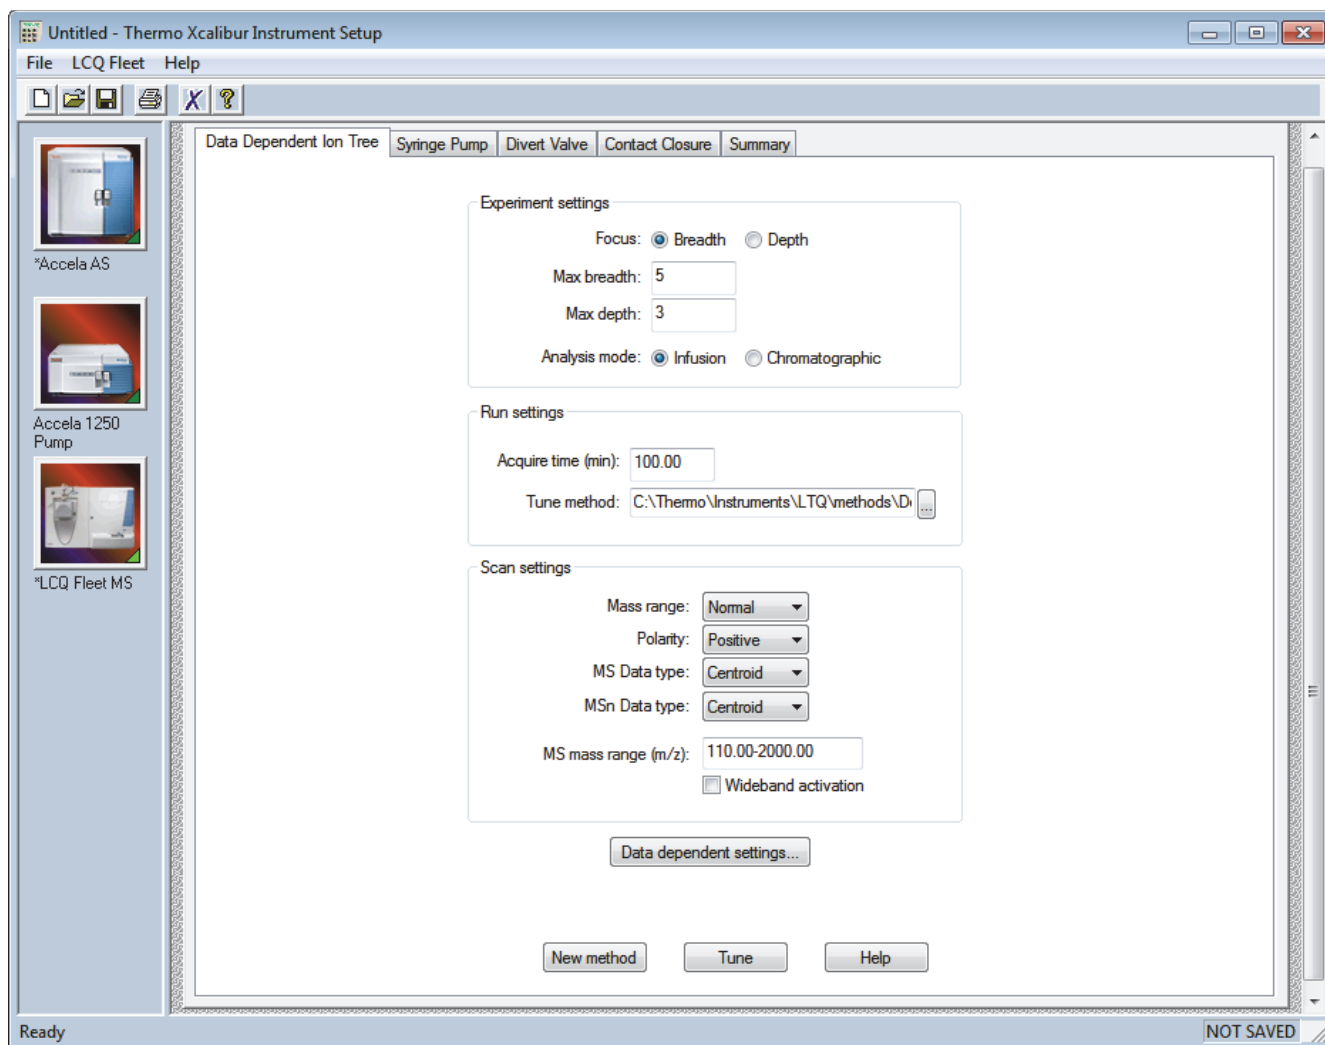 Untitled - Thermo Xcalibur Instrument Setup
File LCQ Fleet Help
Data Dependent Ion Tree Syringe Pump Divert Valve Contact Closure Summary
*Accela AS
Accela 1250
Pump
*LCQ Fleet MS
Experiment settings
Focus: Breadth Depth
Max breadth: 5
Max depth: 3
Analysis mode: Infusion Chromatographic
Run settings
Acquire time (min): 100.00
Tune method: C:\Thermo\Instruments\LTQ\methods\D ...
Scan settings
Mass range: Normal
Polarity: Positive
MS Data type: Centroid
MSn Data type: Centroid
MS mass range (m/z): 110.00-2000.00
Wideband activation
Data dependent settings...
New method Tune Help
Ready NOT SAVED